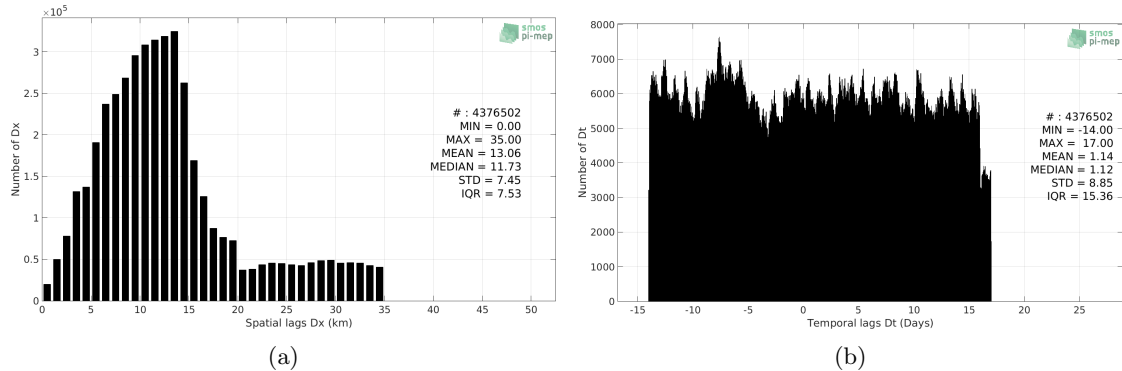 ×10^5
smos
pi-mep
3
2.5
2
1.5
1
0.5
0
Number of Dx
# : 4376502
MIN = 0.00
MAX = 35.00
MEAN = 13.06
MEDIAN = 11.73
STD = 7.45
IQR = 7.53
0 5 10 15 20 25 30 35 40 45 50
Spatial lags Dx (km)
(a)
8000
7000
6000
5000
4000
3000
2000
1000
0
Number of Dt
smos
pi-mep
# : 4376502
MIN = -14.00
MAX = 17.00
MEAN = 1.14
MEDIAN = 1.12
STD = 8.85
IQR = 15.36
-15 -10 -5 0 5 10 15 20 25
Temporal lags Dt (Days)
(b)